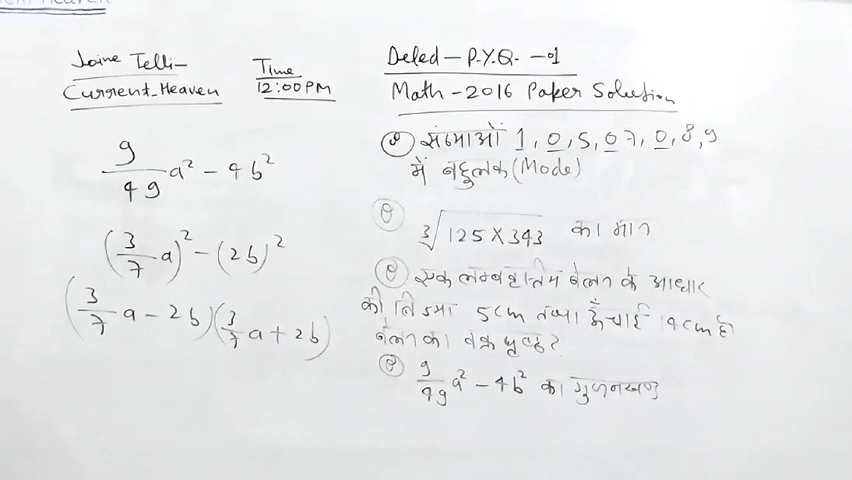 Joine Telli-
Current-Heaven
Time
12:00PM
9/49 a² - 4b²
(3/7 a)² - (2b)²
(3/7 a - 2b)(3/7 a + 2b)
Deled - P.Y.Q. - 01
Math - 2016 Paper Solution
संख्याओं 1, 0, 5, 0 7, 0, 8, 9
में बहुलक (Mode)
∛125 × 343 का मान
एक लम्बवृत्तिय बेलन के आधार
की त्रिज्या 5cm तथा ऊँचाई 14cm हो
बेलन का वक्र पृष्ठ?
9/49 a² - 4b² का गुणनखण्ड